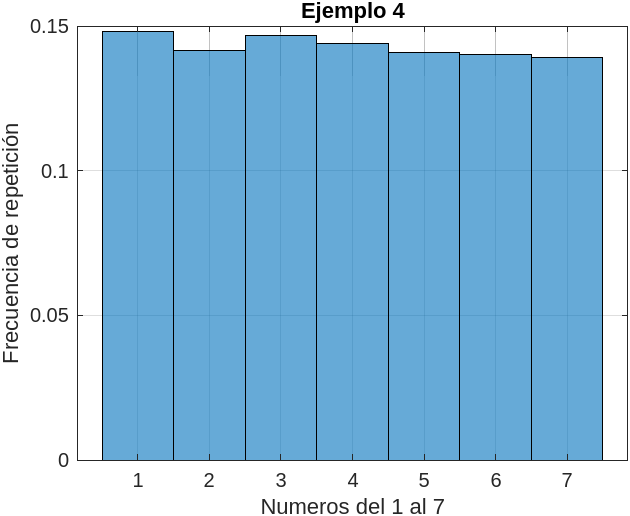 Ejemplo 4
Frecuencia de repetición
0.15
0.1
0.05
0
1 2 3 4 5 6 7
Numeros del 1 al 7